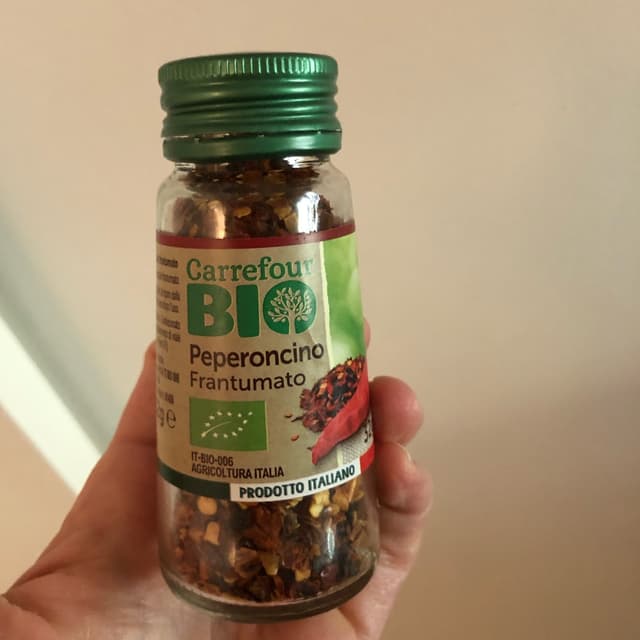 Carrefour
BIO
Peperoncino
Frantumato
IT-BIO-006
AGRICOLTURA ITALIA
PRODOTTO ITALIANO